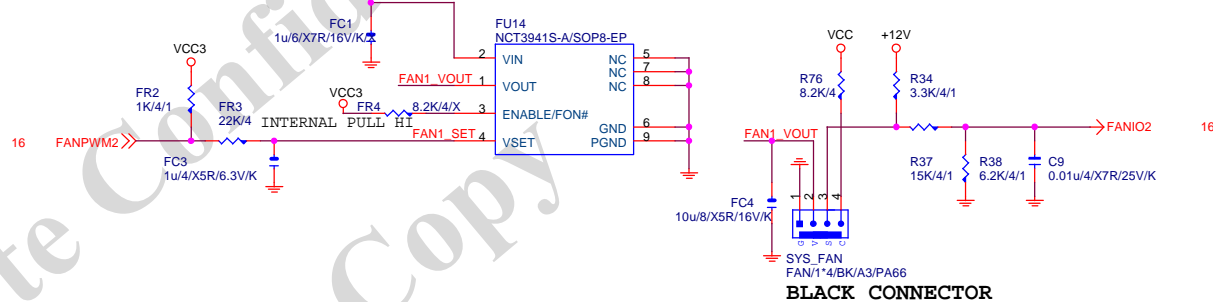 FC1
1u/6/X7R/16V/K
FU14
NCT3941S-A/SOP8-EP
2
VIN
NC
5
NC
7
FAN1_VOUT
1
VOUT
NC
8
VCC3
FR2
1K/4/1
FR3
22K/4
VCC3
FR4
8.2K/4/X
3
ENABLE/FON#
INTERNAL PULL HI
GND
6
16
FANPWM2
FAN1_SET
4
VSET
PGND
9
FC3
1u/4/X5R/6.3V/K
VCC
+12V
R76
8.2K/4
R34
3.3K/4/1
FAN1_VOUT
FANIO2
16
R37
15K/4/1
R38
6.2K/4/1
C9
0.01u/4/X7R/25V/K
FC4
10u/8/X5R/16V/K
1
2
3
4
G
V
S
C
SYS_FAN
FAN/1*4/BK/A3/PA66
BLACK CONNECTOR
Copy